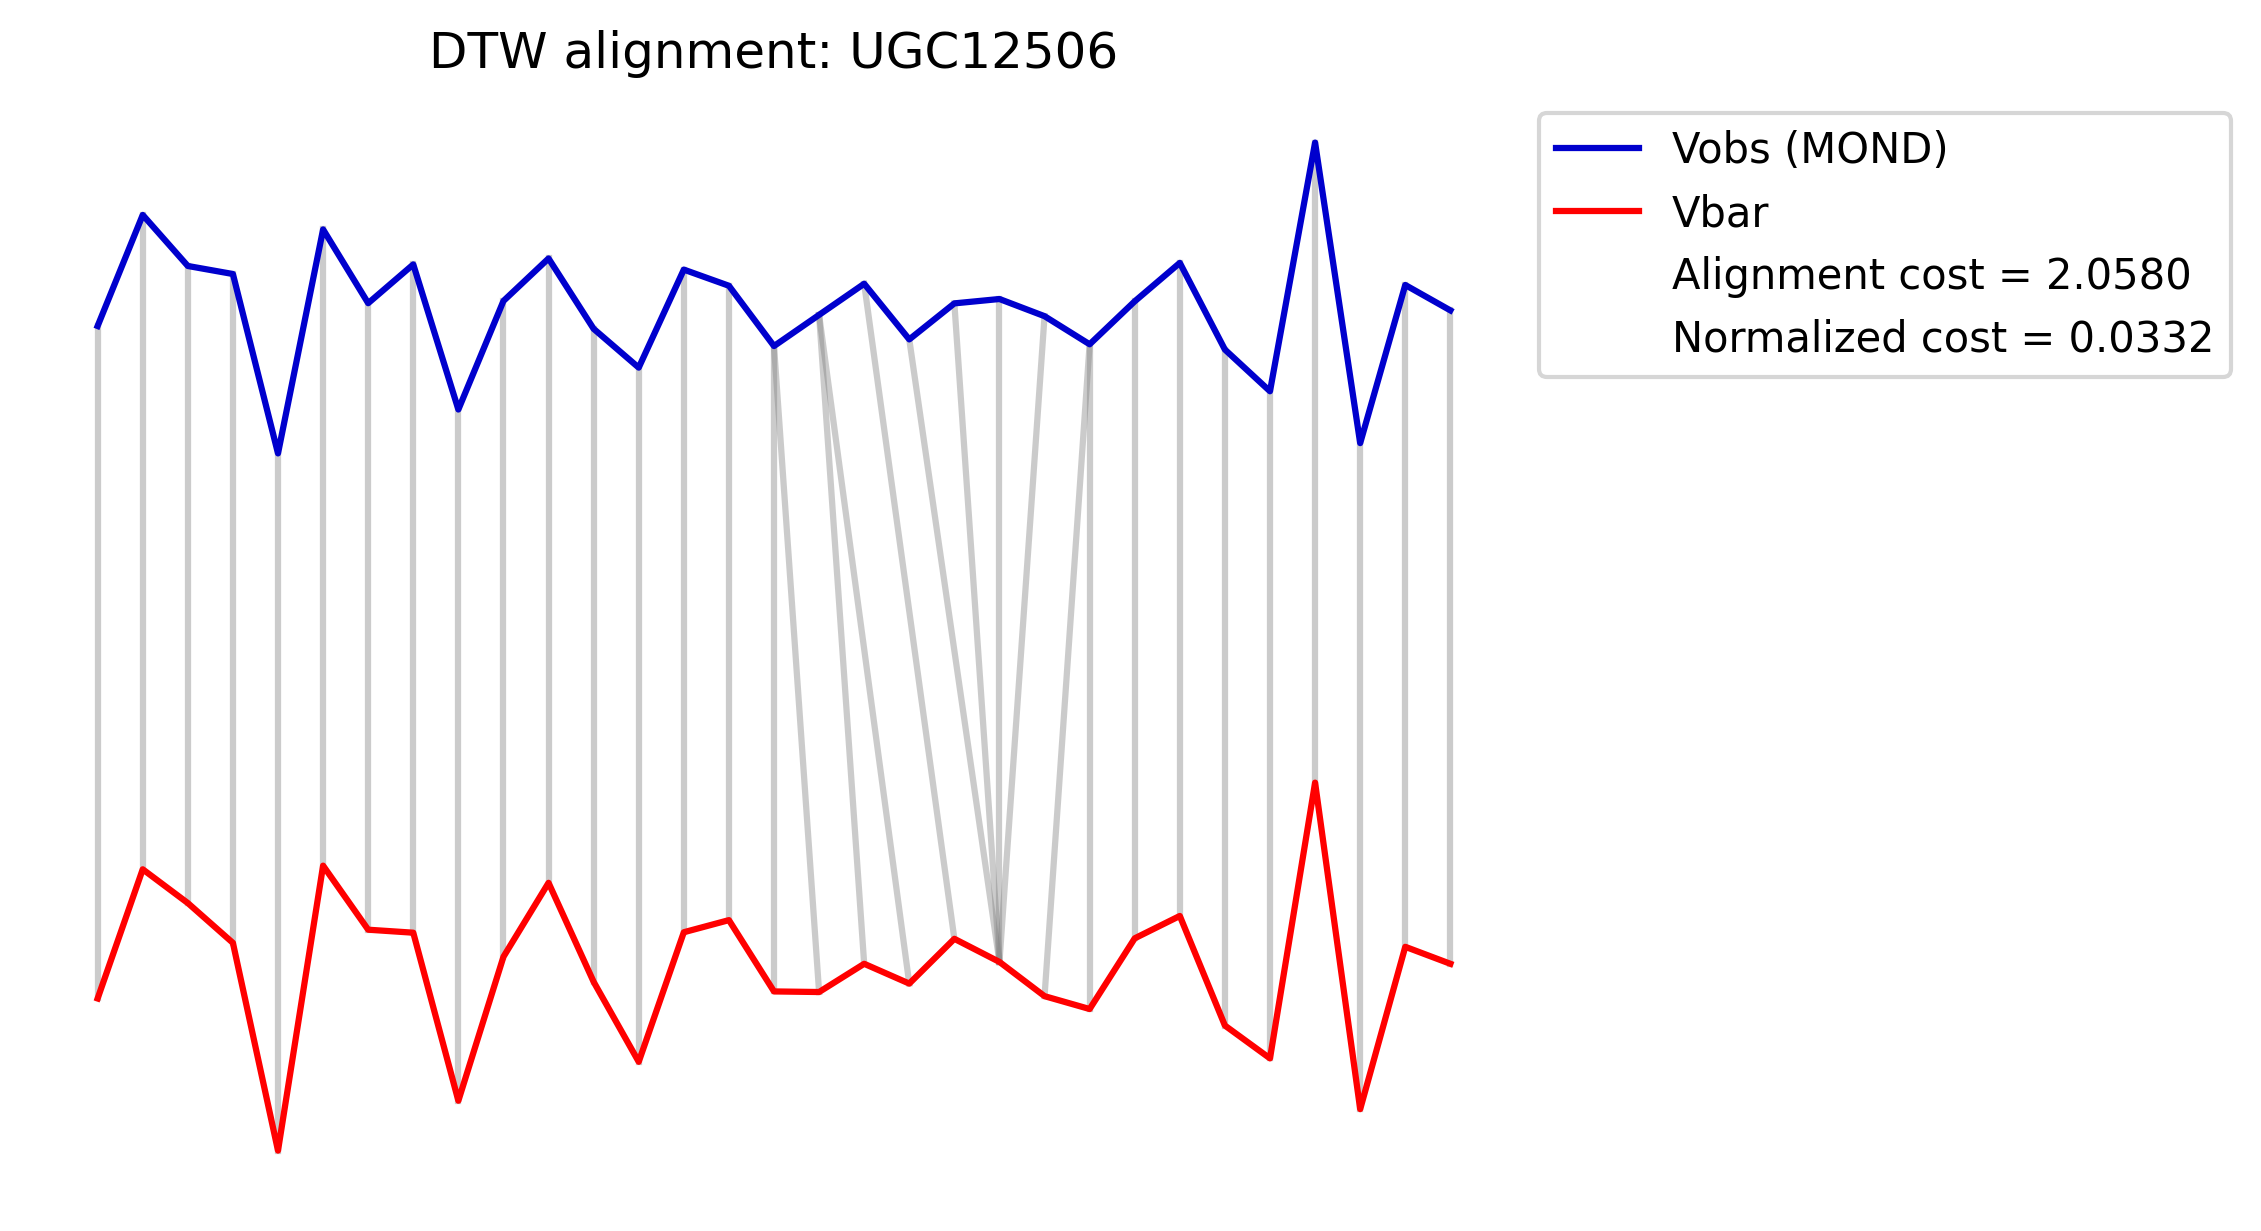 DTW alignment: UGC12506
Vobs (MOND)
Vbar
Alignment cost = 2.0580
Normalized cost = 0.0332